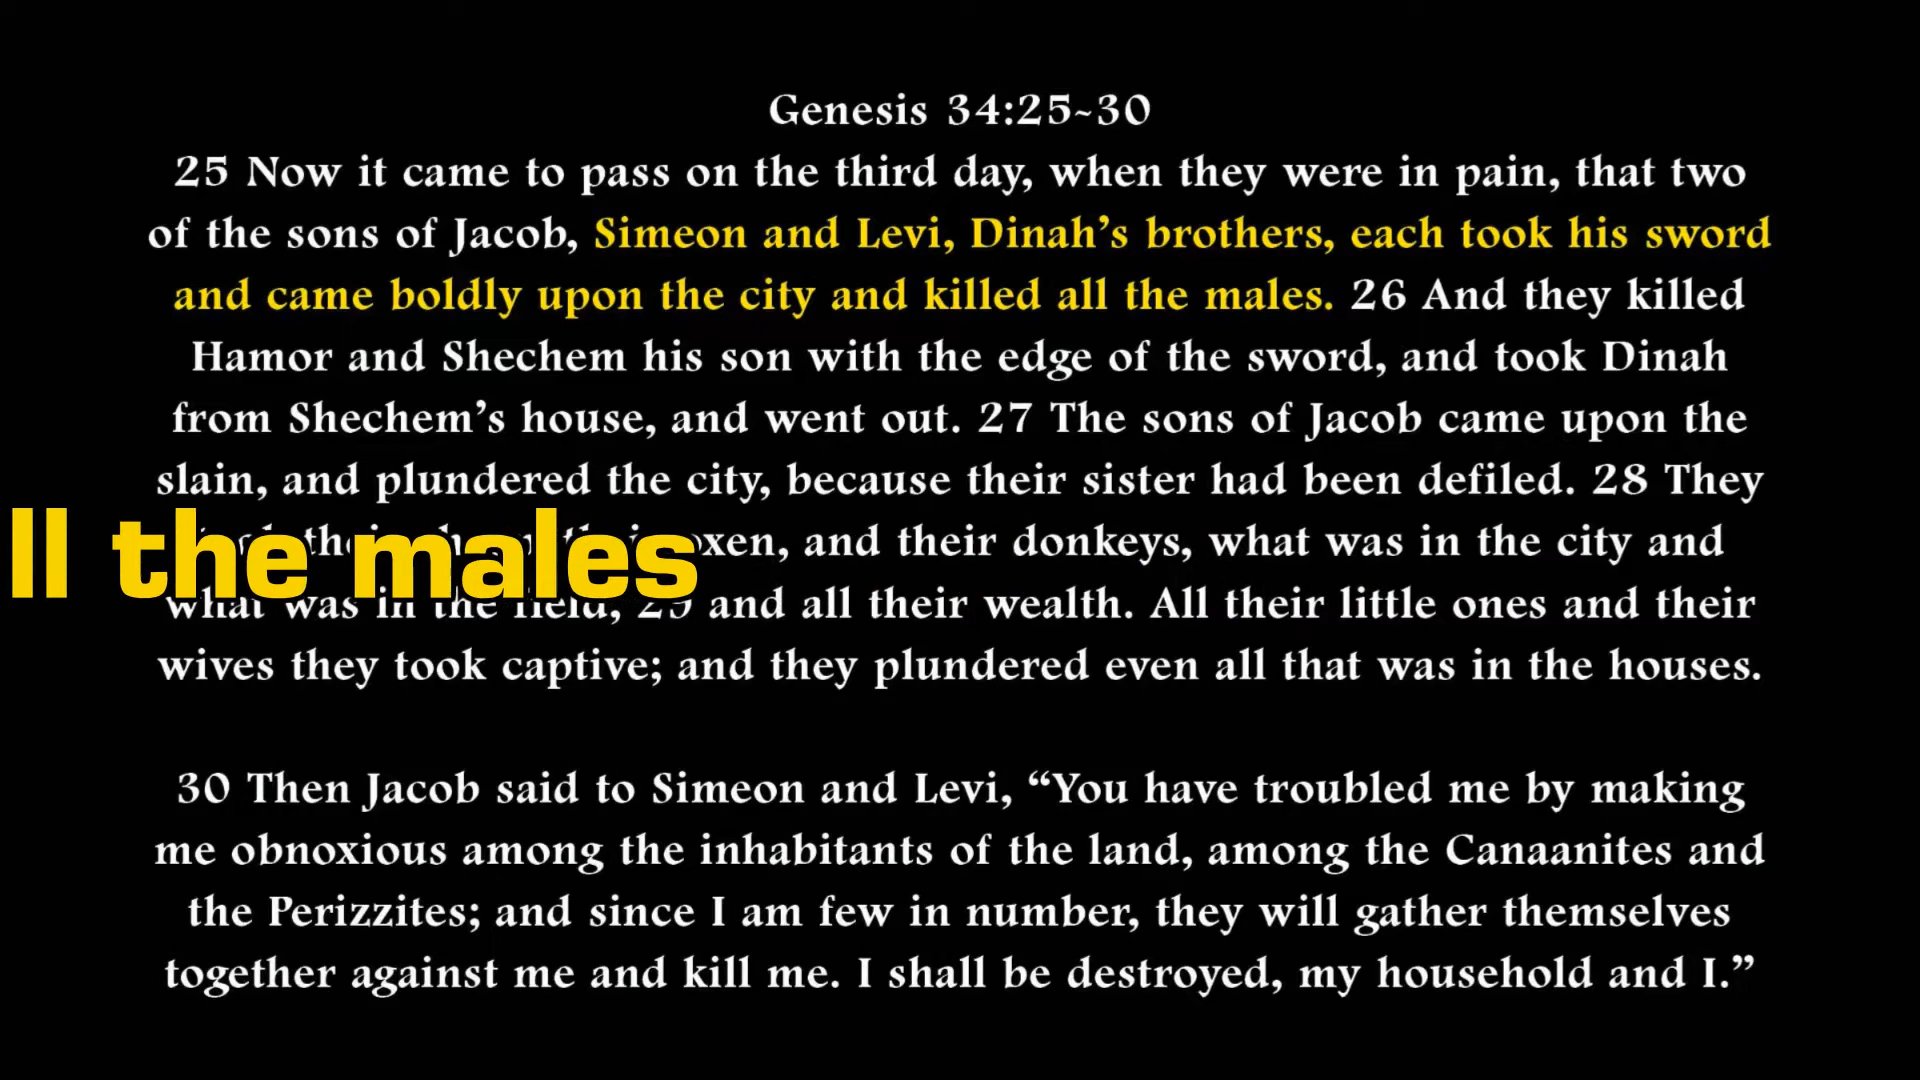 Genesis 34:25~30
25 Now it came to pass on the third day, when they were in pain, that two
of the sons of Jacob, Simeon and Levi, Dinah’s brothers, each took his sword
and came boldly upon the city and killed all the males. 26 And they killed
Hamor and Shechem his son with the edge of the sword, and took Dinah
from Shechem’s house, and went out. 27 The sons of Jacob came upon the
slain, and plundered the city, because their sister had been defiled. 28 They
oxen, and their donkeys, what was in the city and
ll the males
what was in the field, 29 and all their wealth. All their little ones and their
wives they took captive; and they plundered even all that was in the houses.
30 Then Jacob said to Simeon and Levi, “You have troubled me by making
me obnoxious among the inhabitants of the land, among the Canaanites and
the Perizzites; and since I am few in number, they will gather themselves
together against me and kill me. I shall be destroyed, my household and I.”